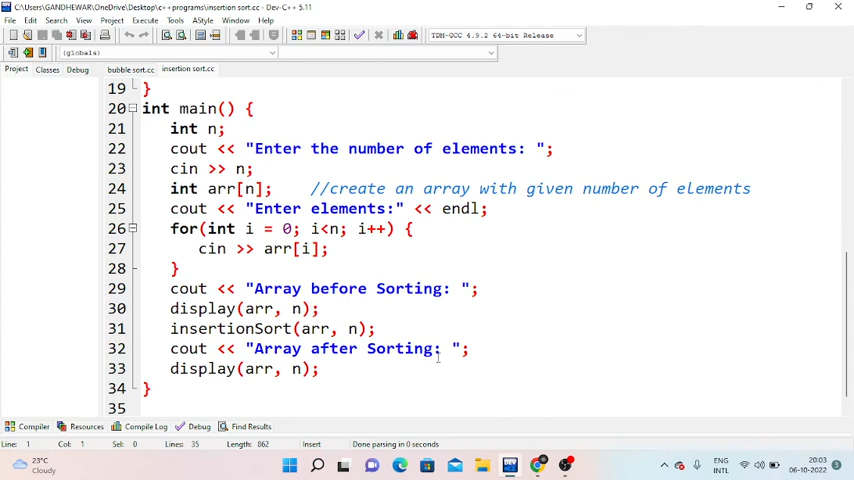 C:\Users\GANDHEWAR\OneDrive\Desktop\c++programs\insertion sort.cc - Dev-C++ 5.11
File Edit Search View Project Execute Tools AStyle Window Help
TDM-GCC 4.9.2 64-bit Release
(globals)
Project Classes Debug bubble sort.cc insertion sort.cc
19 }
20 int main() {
21 int n;
22 cout << "Enter the number of elements: ";
23 cin >> n;
24 int arr[n]; //create an array with given number of elements
25 cout << "Enter elements:" << endl;
26 for(int i = 0; i<n; i++) {
27 cin >> arr[i];
28 }
29 cout << "Array before Sorting: ";
30 display(arr, n);
31 insertionSort(arr, n);
32 cout << "Array after Sorting: ";
33 display(arr, n);
34 }
35
Compiler Resources Compile Log Debug Find Results
Line: 1 Col: 1 Sel: 0 Lines: 35 Length: 862 Insert Done parsing in 0 seconds
23°C
Cloudy
ENG
INTL
20:03
06-10-2022
3